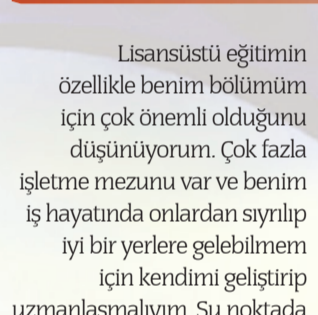 Lisansüstü eğitimin
özellikle benim bölümüm
için çok önemli olduğunu
düşünüyorum. Çok fazla
işletme mezunu var ve benim
iş hayatında onlardan sıyrılıp
iyi bir yerlere gelebilmem
için kendimi geliştirip
uzmanlaşmalıyım. Şu noktada